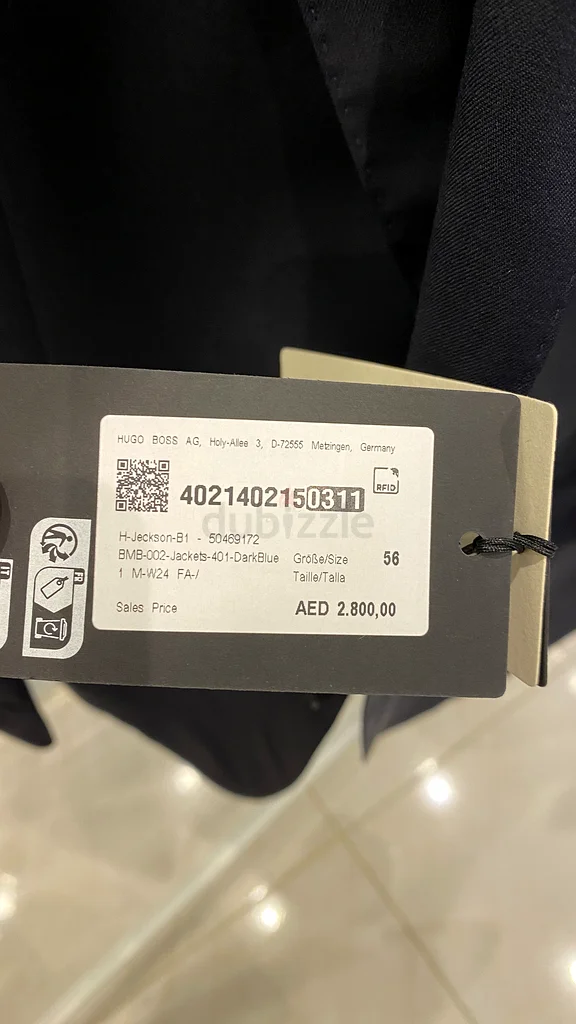 HUGO BOSS AG, Holy-Allee 3, D-72555 Metzingen, Germany
4021402150311
RFID
dubizzle
H-Jeckson-B1 - 50469172
BMB-002-Jackets-401-DarkBlue
Größe/Size 56
1 M-W24 FA-/
Taille/Talla
Sales Price AED 2.800,00
FR